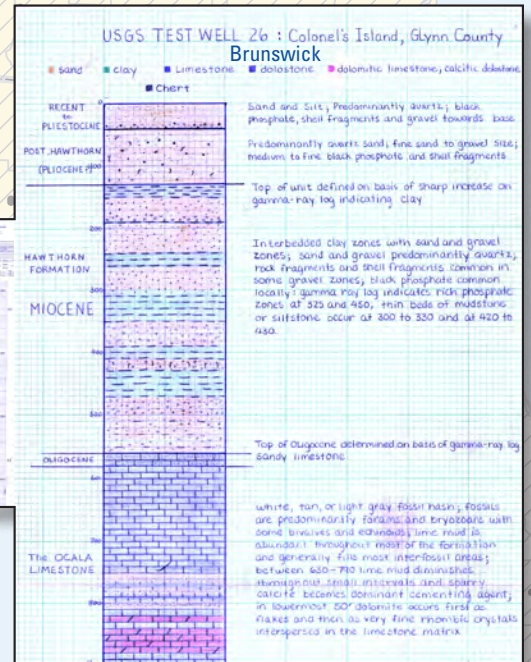 USGS TEST WELL 26 : Colonel's Island, Glynn County
Brunswick
sand clay Limestone dolostone dolomitic limestone, calcitic dolostone
Chert
RECENT
to
PLIESTOCENE
POST. HAWTHORN
(PLIOCENE?)
HAWTHORN
FORMATION
MIOCENE
OLIGOCENE
The OCALA
LIMESTONE
0
100
200
300
400
500
Sand and Silt, Predominantly quartz; black
phosphate, shell fragments and gravel towards base
Predominantly quartz sand; fine sand to gravel size;
medium to fine black phosphate and shell fragments
Top of unit defined on basis of sharp increase on
gamma-ray log indicating clay
Interbedded clay zones with sand and gravel
zones; sand and gravel predominantly quartz,
rock fragments and shell fragments common in
some gravel zones; black phosphate common
locally; gamma ray log indicates rich phosphate
zones at 325 and 450, thin beds of mudstone
or siltstone occur at 300 to 330 and at 420 to
430.
Top of Oligocene determined on basis of gamma-ray log
sandy limestone
white, tan, or light gray fossil hash; fossils
are predominantly forams and bryozoans with
some bivalves and echinoids; lime mud is
abundant throughout most of the formation
and generally fills most interfossil areas;
between 630-790 lime mud diminishes
throughout small intervals and sparry
calcite becomes dominant cementing agent;
in lowermost 50' dolomite occurs first as
flakes and then as very fine rhombic crystals
interspersed in the limestone matrix